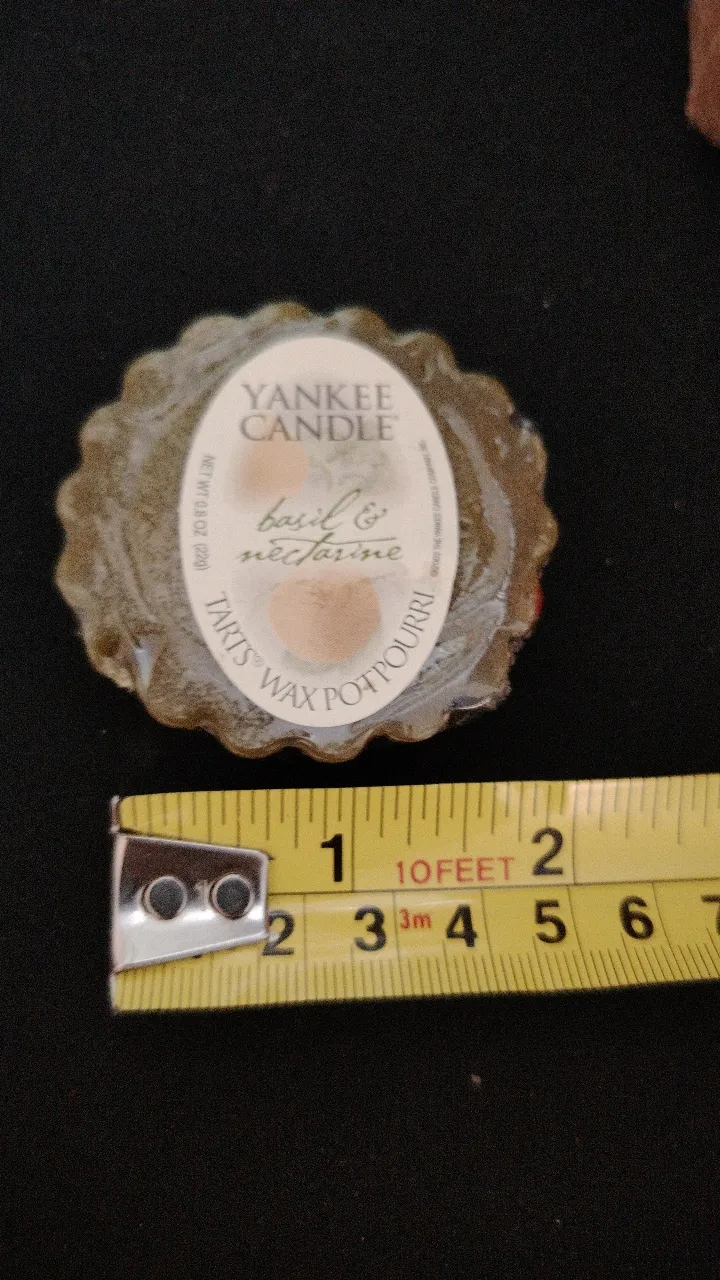 YANKEE
CANDLE
NET WT 0.8 OZ (22g)
basil &
nectarine
TARTS® WAX POTPOURRI
1 10FEET 2
2 3 3m 4 5 6 7